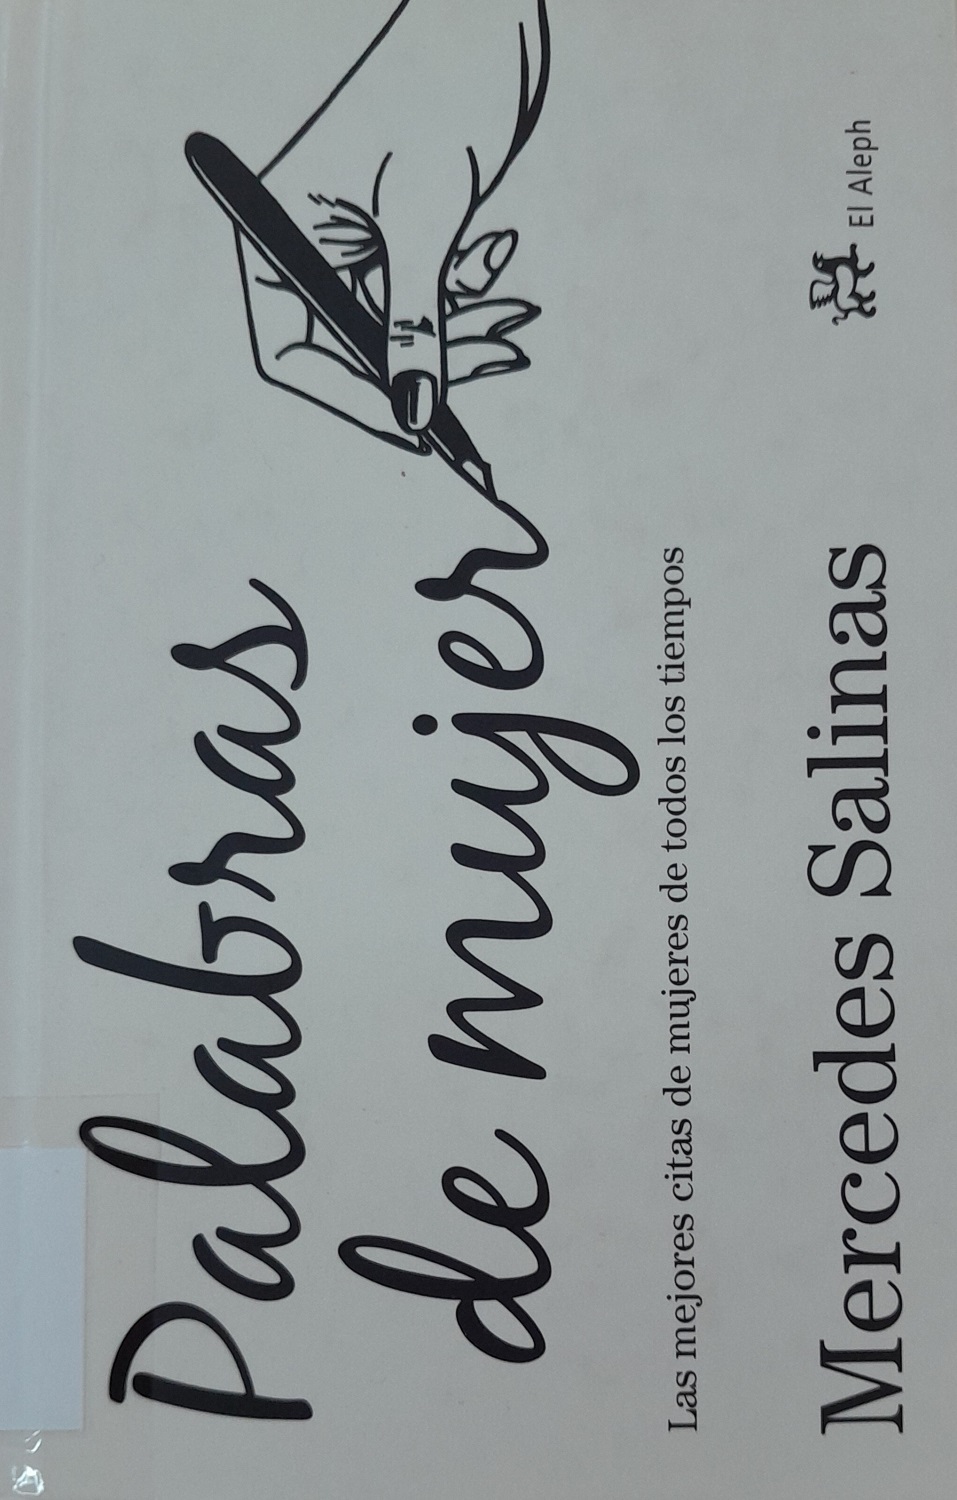 Palabras
de mujer
Las mejores citas de mujeres de todos los tiempos
Mercedes Salinas
El Aleph